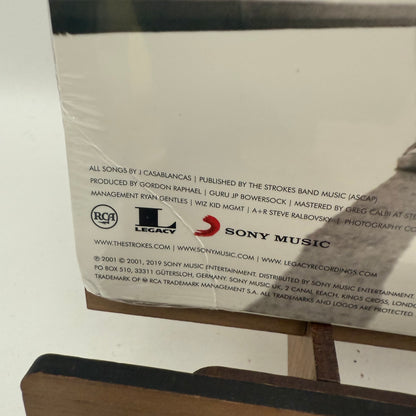 ALL SONGS BY J CASABLANCAS | PUBLISHED BY THE STROKES BAND MUSIC (ASCAP)
PRODUCED BY GORDON RAPHAEL | GURU JP BOWERSOCK | MASTERED BY GREG CALBI AT STE
MANAGEMENT RYAN GENTLES | WIZ KID MGMT | A+R STEVE RALBOVSKY PHOTOGRAPHY CO
RCA
L
LEGACY
SONY MUSIC
WWW.THESTROKES.COM | WWW.SONYMUSIC.COM | WWW.LEGACYRECORDINGS.COM
℗ 2001 © 2001, 2019 SONY MUSIC ENTERTAINMENT. DISTRIBUTED BY SONY MUSIC ENTERTAINMENT
PO BOX 510, 33311 GÜTERSLOH, GERMANY. SONY MUSIC UK, 2 CANAL REACH, KINGS CROSS, LONDO
TRADEMARK OF RCA TRADEMARK MANAGEMENT S.A. ALL TRADEMARKS AND LOGOS ARE PROTECTED